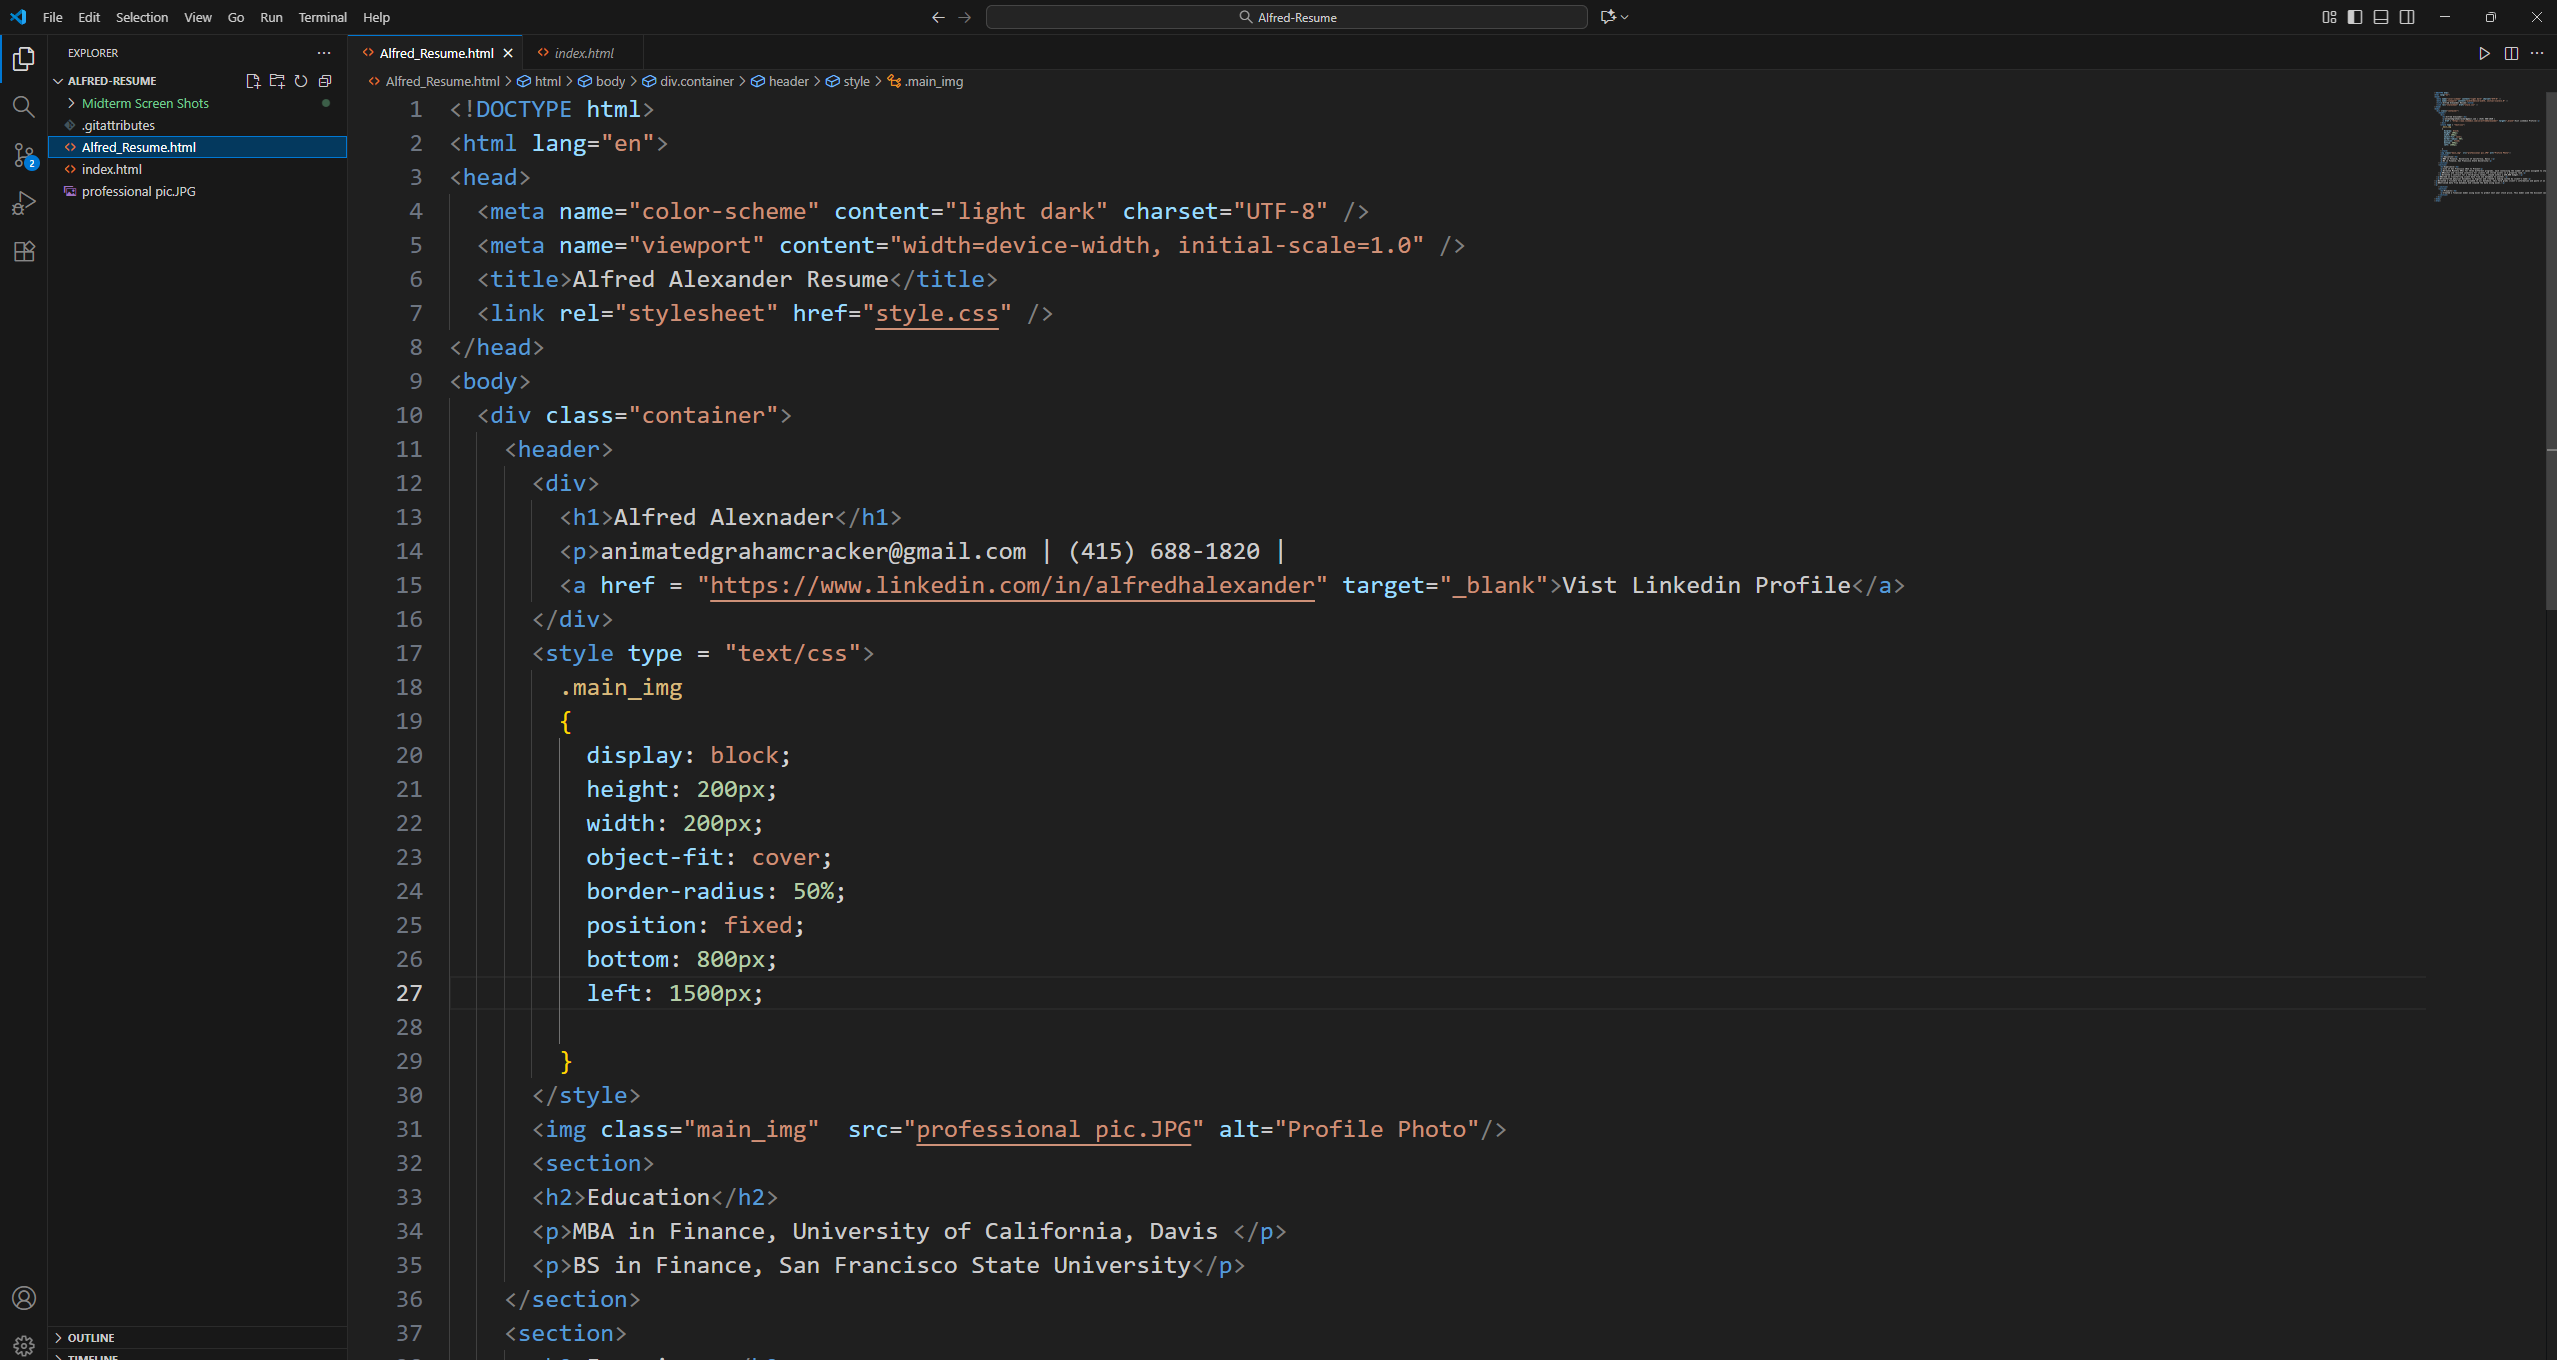 File Edit Selection View Go Run Terminal Help
Alfred-Resume
EXPLORER
ALFRED-RESUME
Midterm Screen Shots
.gitattributes
Alfred_Resume.html
index.html
professional pic.JPG
2
OUTLINE
TIMELINE
Alfred_Resume.html index.html
Alfred_Resume.html > html > body > div.container > header > style > .main_img
1 <!DOCTYPE html>
2 <html lang="en">
3 <head>
4 <meta name="color-scheme" content="light dark" charset="UTF-8" />
5 <meta name="viewport" content="width=device-width, initial-scale=1.0" />
6 <title>Alfred Alexander Resume</title>
7 <link rel="stylesheet" href="style.css" />
8 </head>
9 <body>
10 <div class="container">
11 <header>
12 <div>
13 <h1>Alfred Alexnader</h1>
14 <p>animatedgrahamcracker@gmail.com | (415) 688-1820 |
15 <a href = "https://www.linkedin.com/in/alfredhalexander" target="_blank">Vist Linkedin Profile</a>
16 </div>
17 <style type = "text/css">
18 .main_img
19 {
20 display: block;
21 height: 200px;
22 width: 200px;
23 object-fit: cover;
24 border-radius: 50%;
25 position: fixed;
26 bottom: 800px;
27 left: 1500px;
28
29 }
30 </style>
31 <img class="main_img"  src="professional pic.JPG" alt="Profile Photo"/>
32 <section>
33 <h2>Education</h2>
34 <p>MBA in Finance, University of California, Davis </p>
35 <p>BS in Finance, San Francisco State University</p>
36 </section>
37 <section>